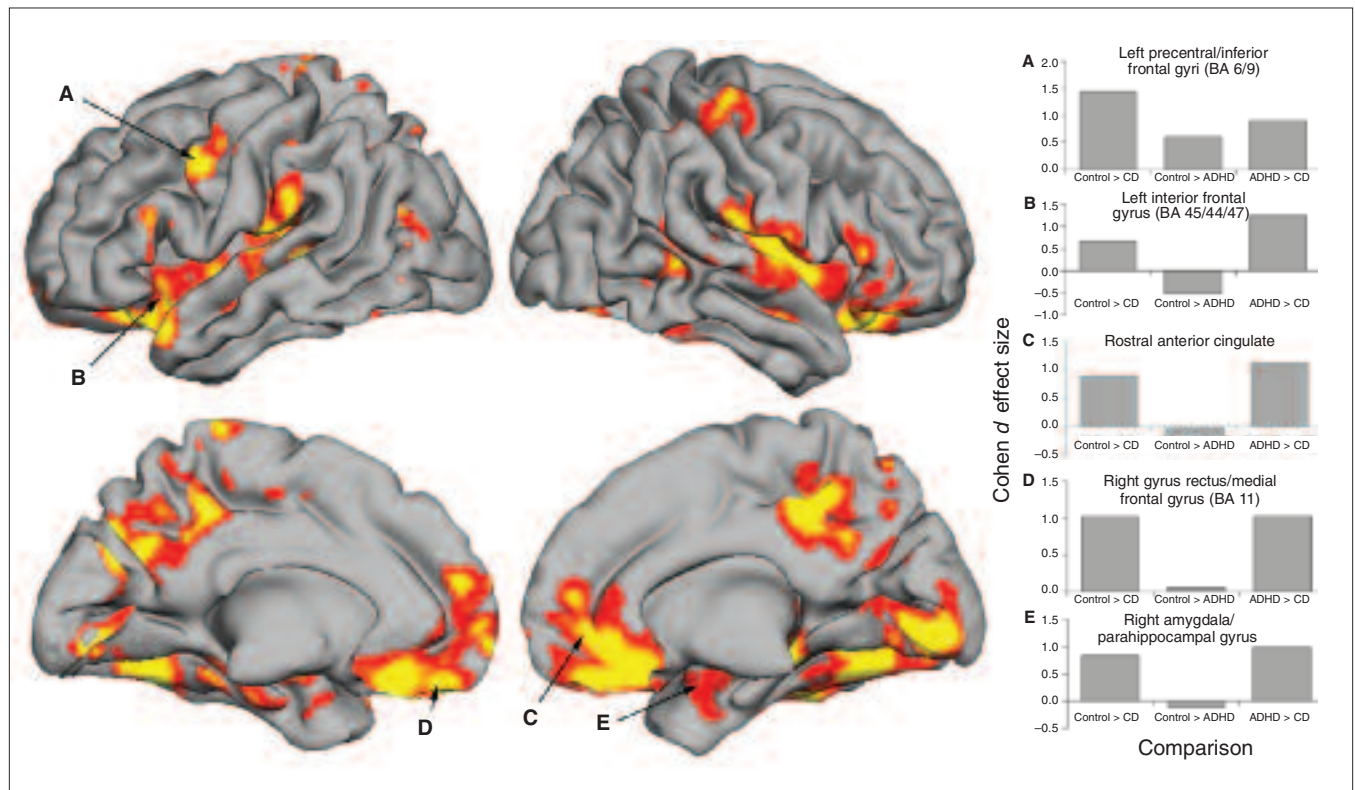 A
B
D
C
E
Cohen d effect size
A
Left precentral/inferior
frontal gyri (BA 6/9)
2.0
1.5
1.0
0.5
0.0
Control > CD
Control > ADHD
ADHD > CD
B
Left interior frontal
gyrus (BA 45/44/47)
1.5
1.0
0.5
0.0
–0.5
–1.0
Control > CD
Control > ADHD
ADHD > CD
C
Rostral anterior cingulate
1.5
1.0
0.5
0.0
–0.5
Control > CD
Control > ADHD
ADHD > CD
D
Right gyrus rectus/medial
frontal gyrus (BA 11)
1.5
1.0
0.5
0.0
Control > CD
Control > ADHD
ADHD > CD
E
Right amygdala/
parahippocampal gyrus
1.5
1.0
0.5
0.0
–0.5
Control > CD
Control > ADHD
ADHD > CD
Comparison